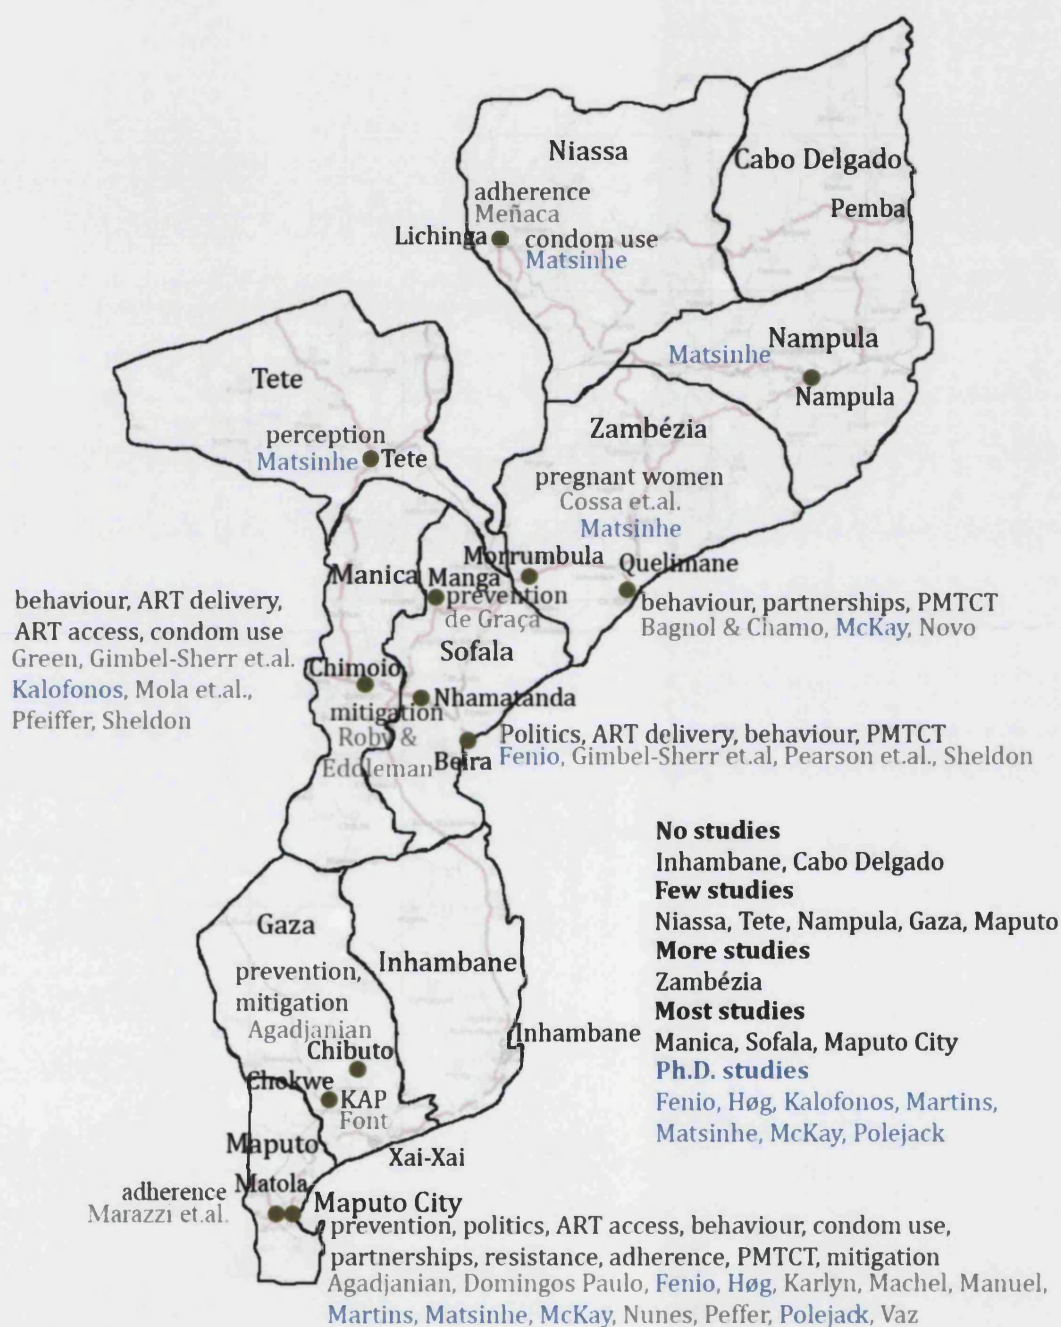 Niassa
Cabo Delgado
adherence
Meñaca
Pemba
Lichinga
condom use
Matsinhe
Nampula
Matsinhe
Nampula
Tete
Zambézia
perception
Matsinhe
Tete
pregnant women
Cossa et.al.
Matsinhe
Morrumbula
Quelimane
Manica
Manga
prevention
de Graça
behaviour, partnerships, PMTCT
Bagnol & Chamo, McKay, Novo
behaviour, ART delivery,
ART access, condom use
Green, Gimbel-Sherr et.al.
Kalofonos, Mola et.al.,
Pfeiffer, Sheldon
Sofala
Chimoio
Nhamatanda
mitigation
Roby &
Eddleman
Beira
Politics, ART delivery, behaviour, PMTCT
Fenio, Gimbel-Sherr et.al, Pearson et.al., Sheldon
No studies
Inhambane, Cabo Delgado
Few studies
Niassa, Tete, Nampula, Gaza, Maputo
More studies
Zambézia
Most studies
Manica, Sofala, Maputo City
Ph.D. studies
Fenio, Høg, Kalofonos, Martins,
Matsinhe, McKay, Polejack
Gaza
Inhambane
prevention,
mitigation
Agadjanian
Inhambane
Chibuto
Chokwe
KAP
Font
Maputo
Xai-Xai
Matola
adherence
Marazzi et.al.
Maputo City
prevention, politics, ART access, behaviour, condom use,
partnerships, resistance, adherence, PMTCT, mitigation
Agadjanian, Domingos Paulo, Fenio, Høg, Karlyn, Machel, Manuel,
Martins, Matsinhe, McKay, Nunes, Peffer, Polejack, Vaz